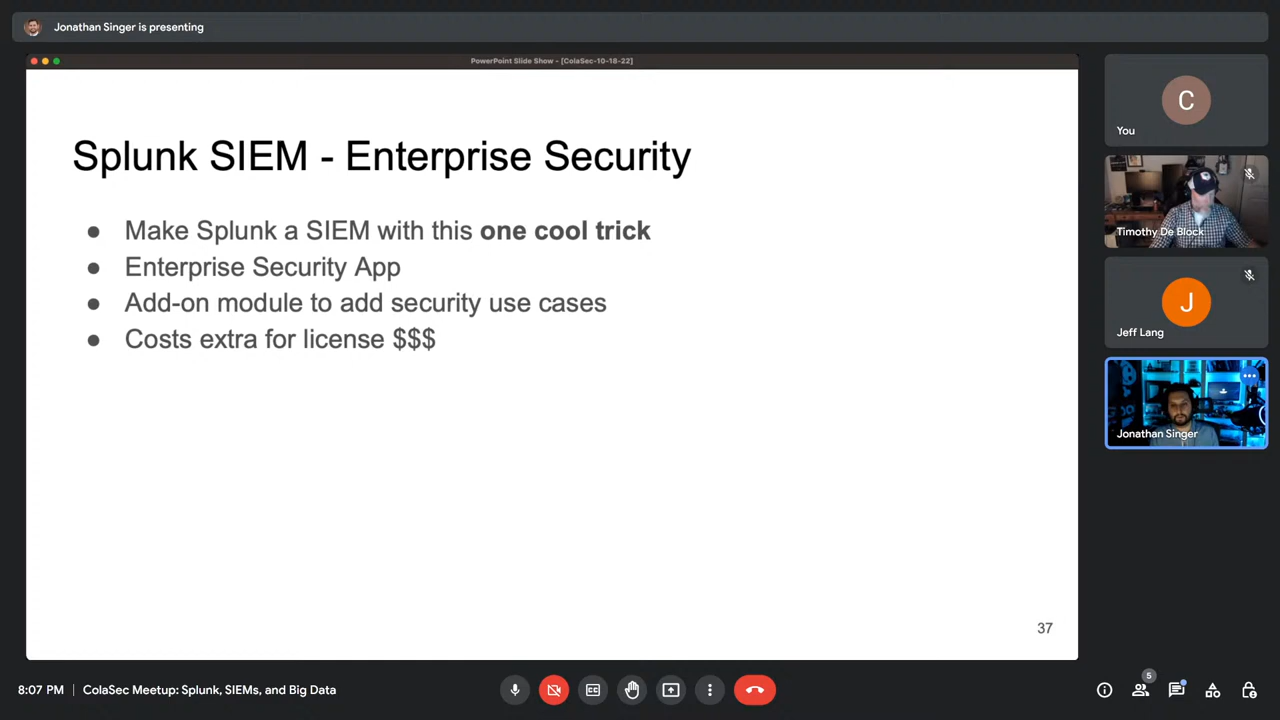 Jonathan Singer is presenting
PowerPoint Slide Show - [ColaSec-10-18-22]
Splunk SIEM - Enterprise Security
● Make Splunk a SIEM with this one cool trick
● Enterprise Security App
● Add-on module to add security use cases
● Costs extra for license $$$
37
C
You
Timothy De Block
J
Jeff Lang
Jonathan Singer
8:07 PM | ColaSec Meetup: Splunk, SIEMs, and Big Data
CC
5